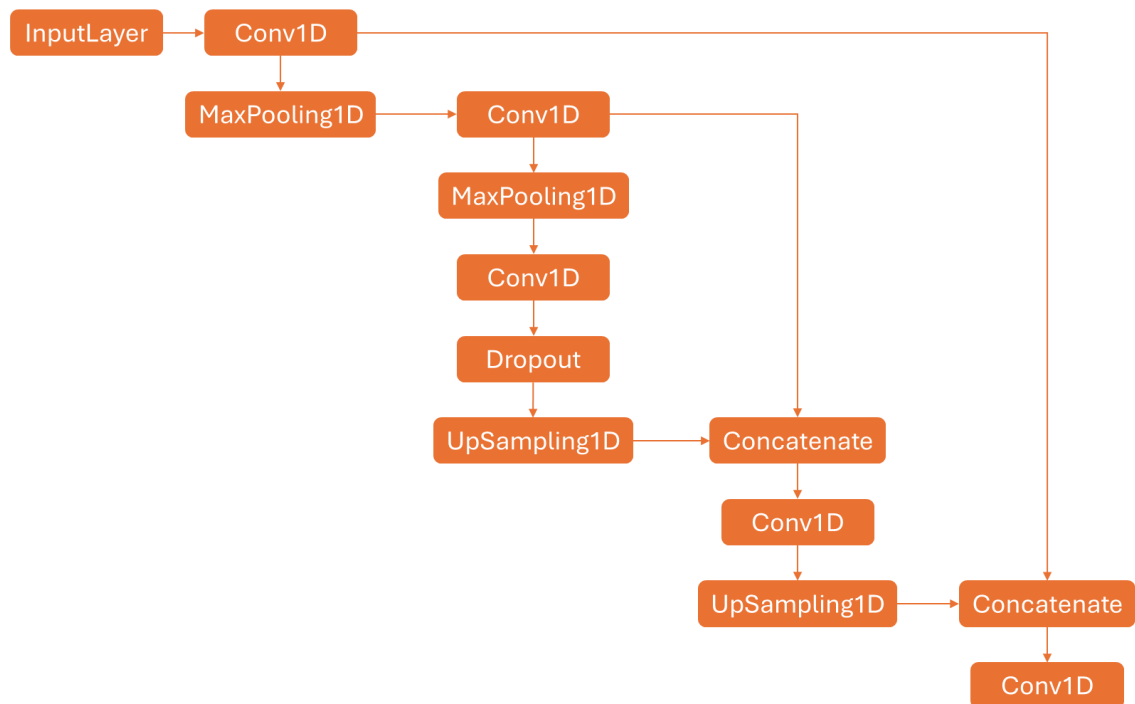 InputLayer
Conv1D
MaxPooling1D
Conv1D
MaxPooling1D
Conv1D
Dropout
UpSampling1D
Concatenate
Conv1D
UpSampling1D
Concatenate
Conv1D